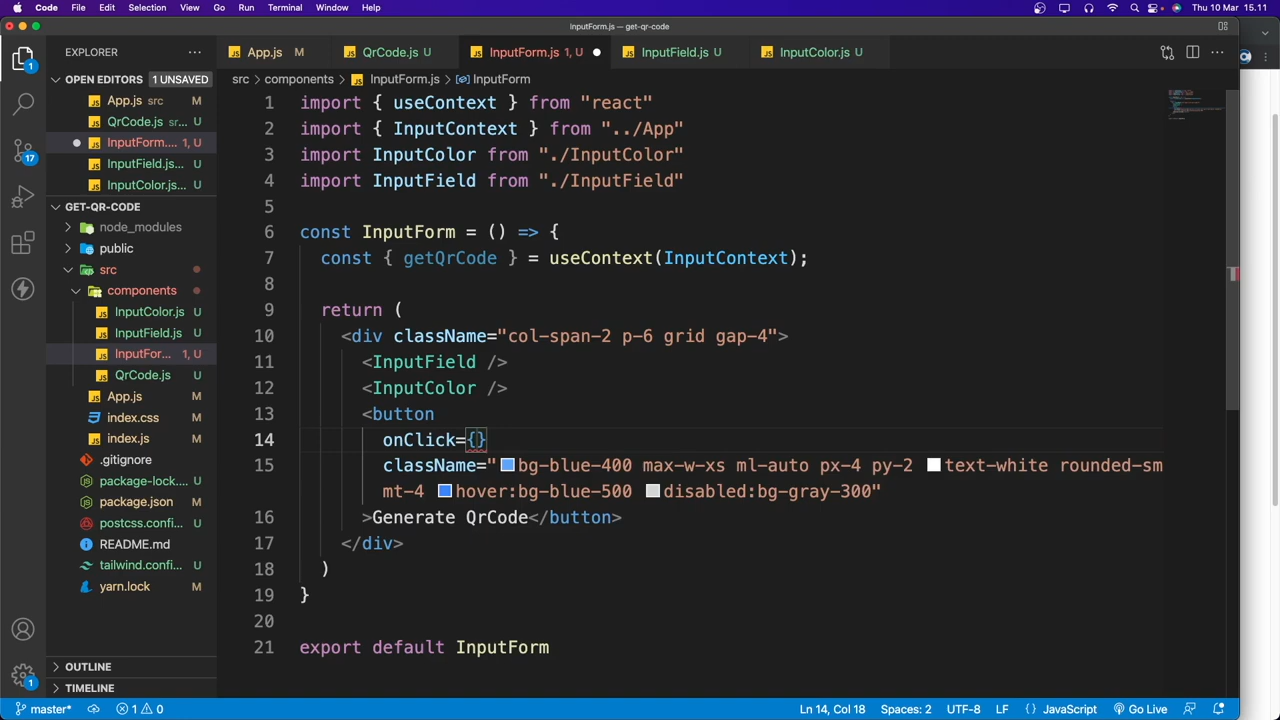 Code File Edit Selection View Go Run Terminal Window Help Thu 10 Mar 15.11
InputForm.js — get-qr-code
EXPLORER
App.js M
QrCode.js U
InputForm.js 1, U
InputField.js U
InputColor.js U
OPEN EDITORS 1 UNSAVED
App.js src M
QrCode.js sr... U
InputForm.... 1, U
InputField.js... U
InputColor.js... U
GET-QR-CODE
node_modules
public
src
components
InputColor.js U
InputField.js U
InputFor... 1, U
QrCode.js U
App.js M
index.css M
index.js M
.gitignore
package-lock.... U
package.json M
postcss.confi... U
README.md
tailwind.confi... U
yarn.lock M
OUTLINE
TIMELINE
1
17
1
src > components > InputForm.js > InputForm
1 import { useContext } from "react"
2 import { InputContext } from "../App"
3 import InputColor from "./InputColor"
4 import InputField from "./InputField"
5
6 const InputForm = () => {
7 const { getQrCode } = useContext(InputContext);
8
9 return (
10 <div className="col-span-2 p-6 grid gap-4">
11 <InputField />
12 <InputColor />
13 <button
14 onClick={}
15 className="bg-blue-400 max-w-xs ml-auto px-4 py-2 text-white rounded-sm
mt-4 hover:bg-blue-500 disabled:bg-gray-300"
16 >Generate QrCode</button>
17 </div>
18 )
19 }
20
21 export default InputForm
master* 1 0 Ln 14, Col 18 Spaces: 2 UTF-8 LF {} JavaScript Go Live